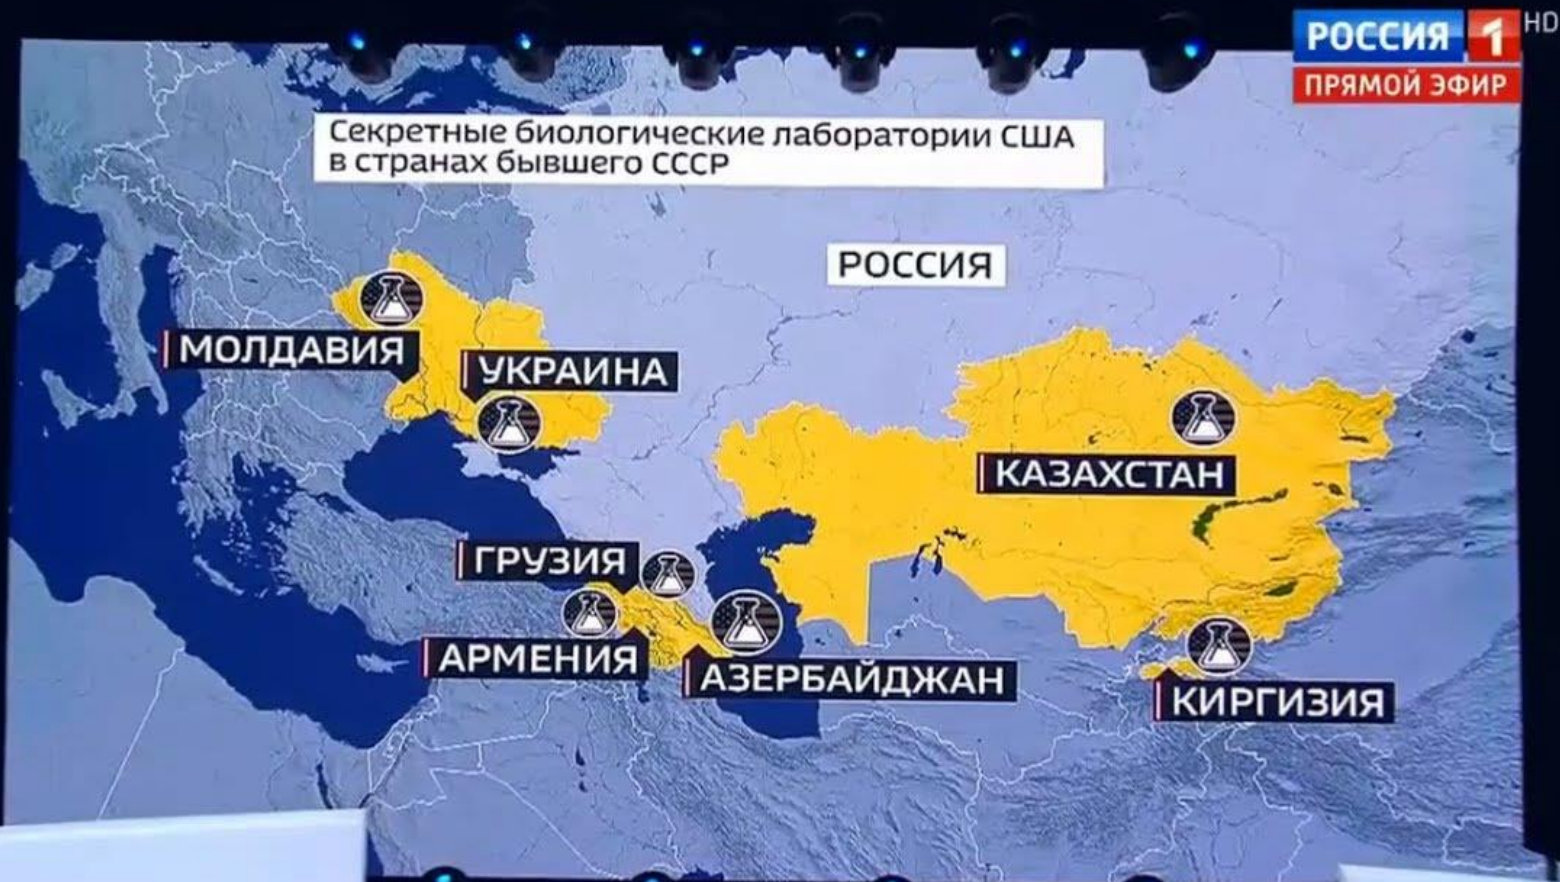 РОССИЯ 1 HD
ПРЯМОЙ ЭФИР
Секретные биологические лаборатории США
в странах бывшего СССР
РОССИЯ
МОЛДАВИЯ
УКРАИНА
КАЗАХСТАН
ГРУЗИЯ
АРМЕНИЯ
АЗЕРБАЙДЖАН
КИРГИЗИЯ